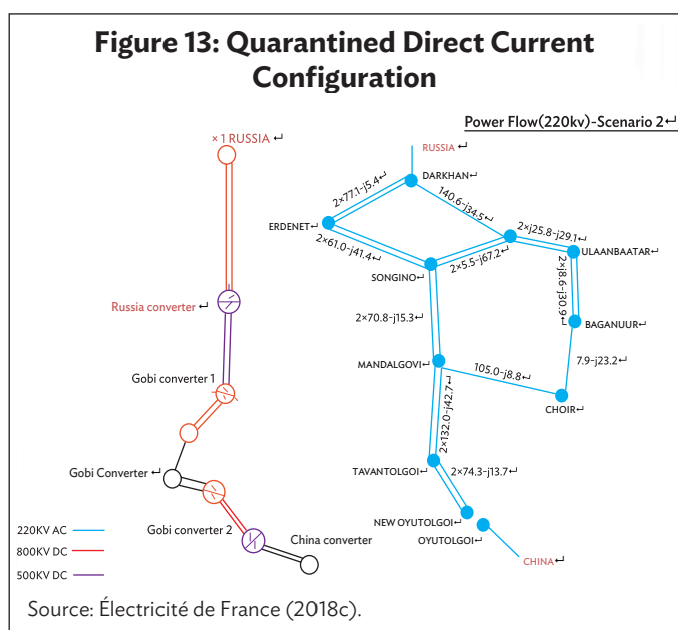 Figure 13: Quarantined Direct Current
Configuration
Power Flow(220kv)-Scenario 2↵
× 1 RUSSIA ↵
RUSSIA ↵
DARKHAN ↵
2×77.1-j5.4↵
140.6-j34.5↵
ERDENET↵
2×61.0-j41.4↵
2×j25.8-j29.1↵
ULAANBAATAR↵
SONGINO↵
2×5.5-j67.2↵
2×j8.6-j30.9↵
Russia converter ↵
2×70.8-j15.3↵
BAGANUUR↵
Gobi converter 1
MANDALGOVI↵
105.0-j8.8↵
7.9-j23.2↵
CHOIR↵
2×132.0-j42.7↵
Gobi Converter ↵
TAVANTOLGOI↵
2×74.3-j13.7↵
Gobi converter 2
NEW OYUTOLGOI↵
OYUTOLGOI↵
China converter
CHINA↵
220KV AC
800KV DC
500KV DC
Source: Électricité de France (2018c).